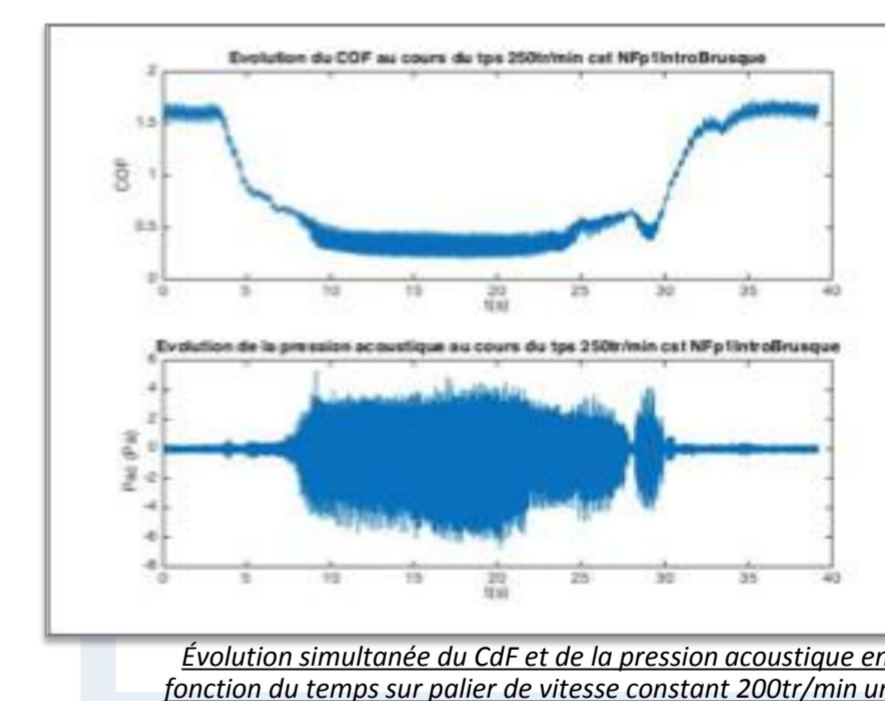 Evolution du COF au cours du tps 250tr/min cst NFp1IntroBrusque
2
1.5
1
0.5
0
COF
0 5 10 15 20 25 30 35 40
t(s)
Evolution de la pression acoustique au cours du tps 250tr/min cst NFp1IntroBrusque
6
4
2
0
-2
-4
-6
-8
Pac (Pa)
0 5 10 15 20 25 30 35 40
t(s)
Évolution simultanée du CdF et de la pression acoustique en
fonction du temps sur palier de vitesse constant 200tr/min un